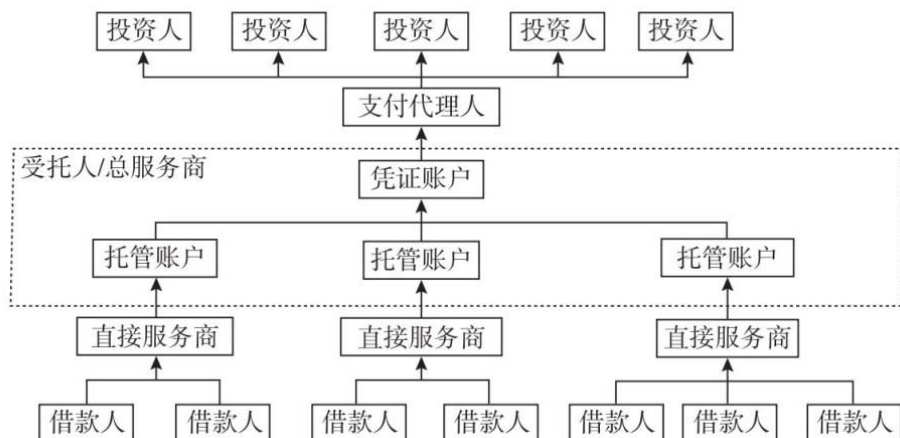 投资人 投资人 投资人 投资人 投资人
支付代理人
受托人/总服务商
凭证账户
托管账户 托管账户 托管账户
直接服务商 直接服务商 直接服务商
借款人 借款人 借款人 借款人 借款人 借款人 借款人